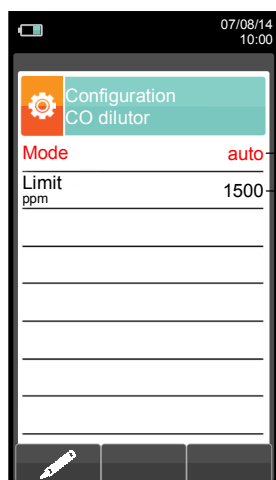 07/08/14
10:00
Configuration
CO dilutor
Mode auto
Limit 1500
ppm